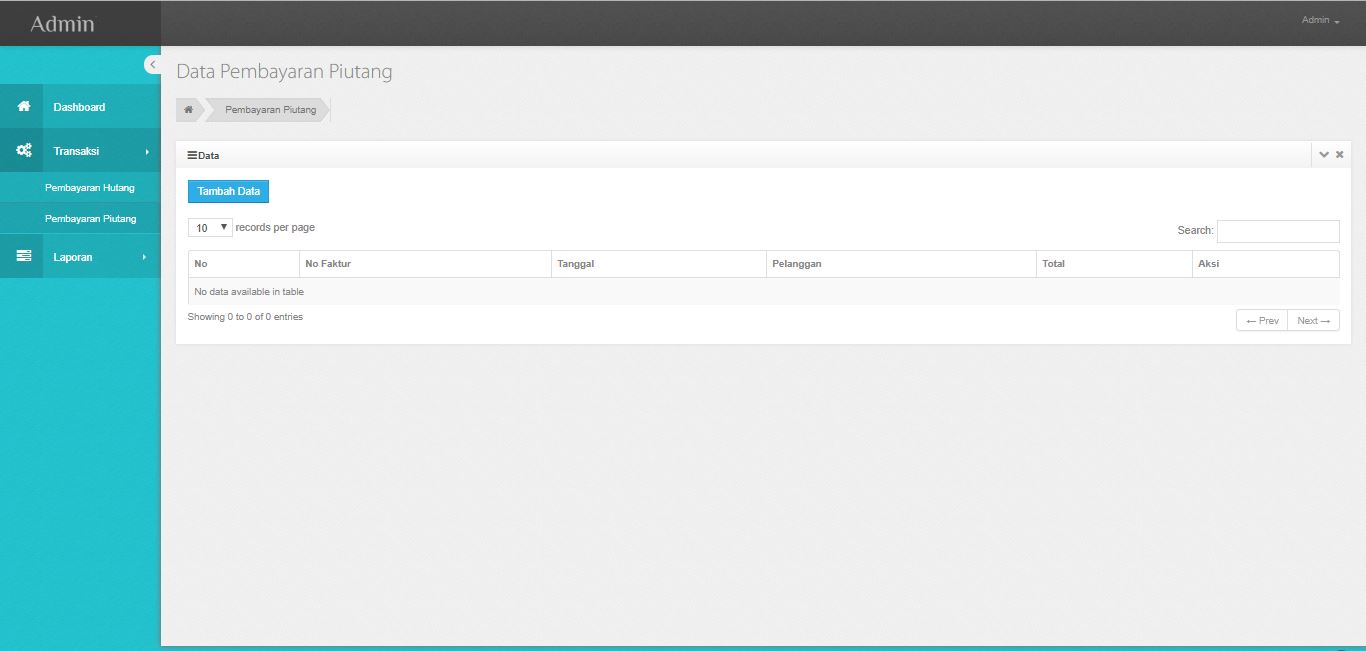 Admin
Admin
Data Pembayaran Piutang
Dashboard
Pembayaran Piutang
Transaksi
Pembayaran Hutang
Pembayaran Piutang
Laporan
Data
Tambah Data
10 records per page
Search:
No No Faktur Tanggal Pelanggan Total Aksi
No data available in table
Showing 0 to 0 of 0 entries
← Prev Next →